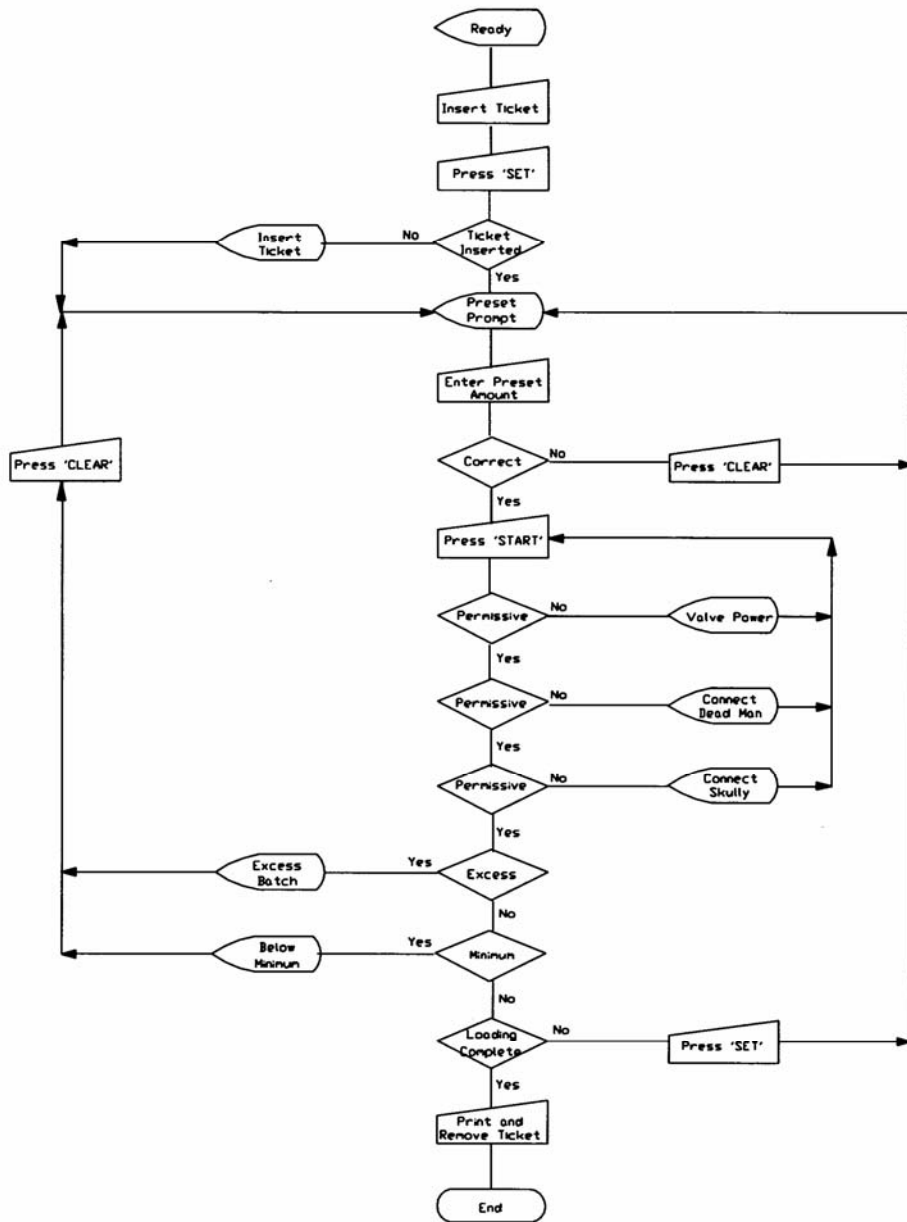 Ready
Insert Ticket
Press 'SET'
Ticket
Inserted
No
Insert
Ticket
Yes
Preset
Prompt
Enter Preset
Amount
Correct
No
Press 'CLEAR'
Press 'CLEAR'
Yes
Press 'START'
Permissive
No
Valve Power
Yes
Permissive
No
Connect
Dead Man
Yes
Permissive
No
Connect
Skully
Yes
Excess
Yes
Excess
Batch
No
Minimum
Yes
Below
Minimum
No
Loading
Complete
No
Press 'SET'
Yes
Print and
Remove Ticket
End